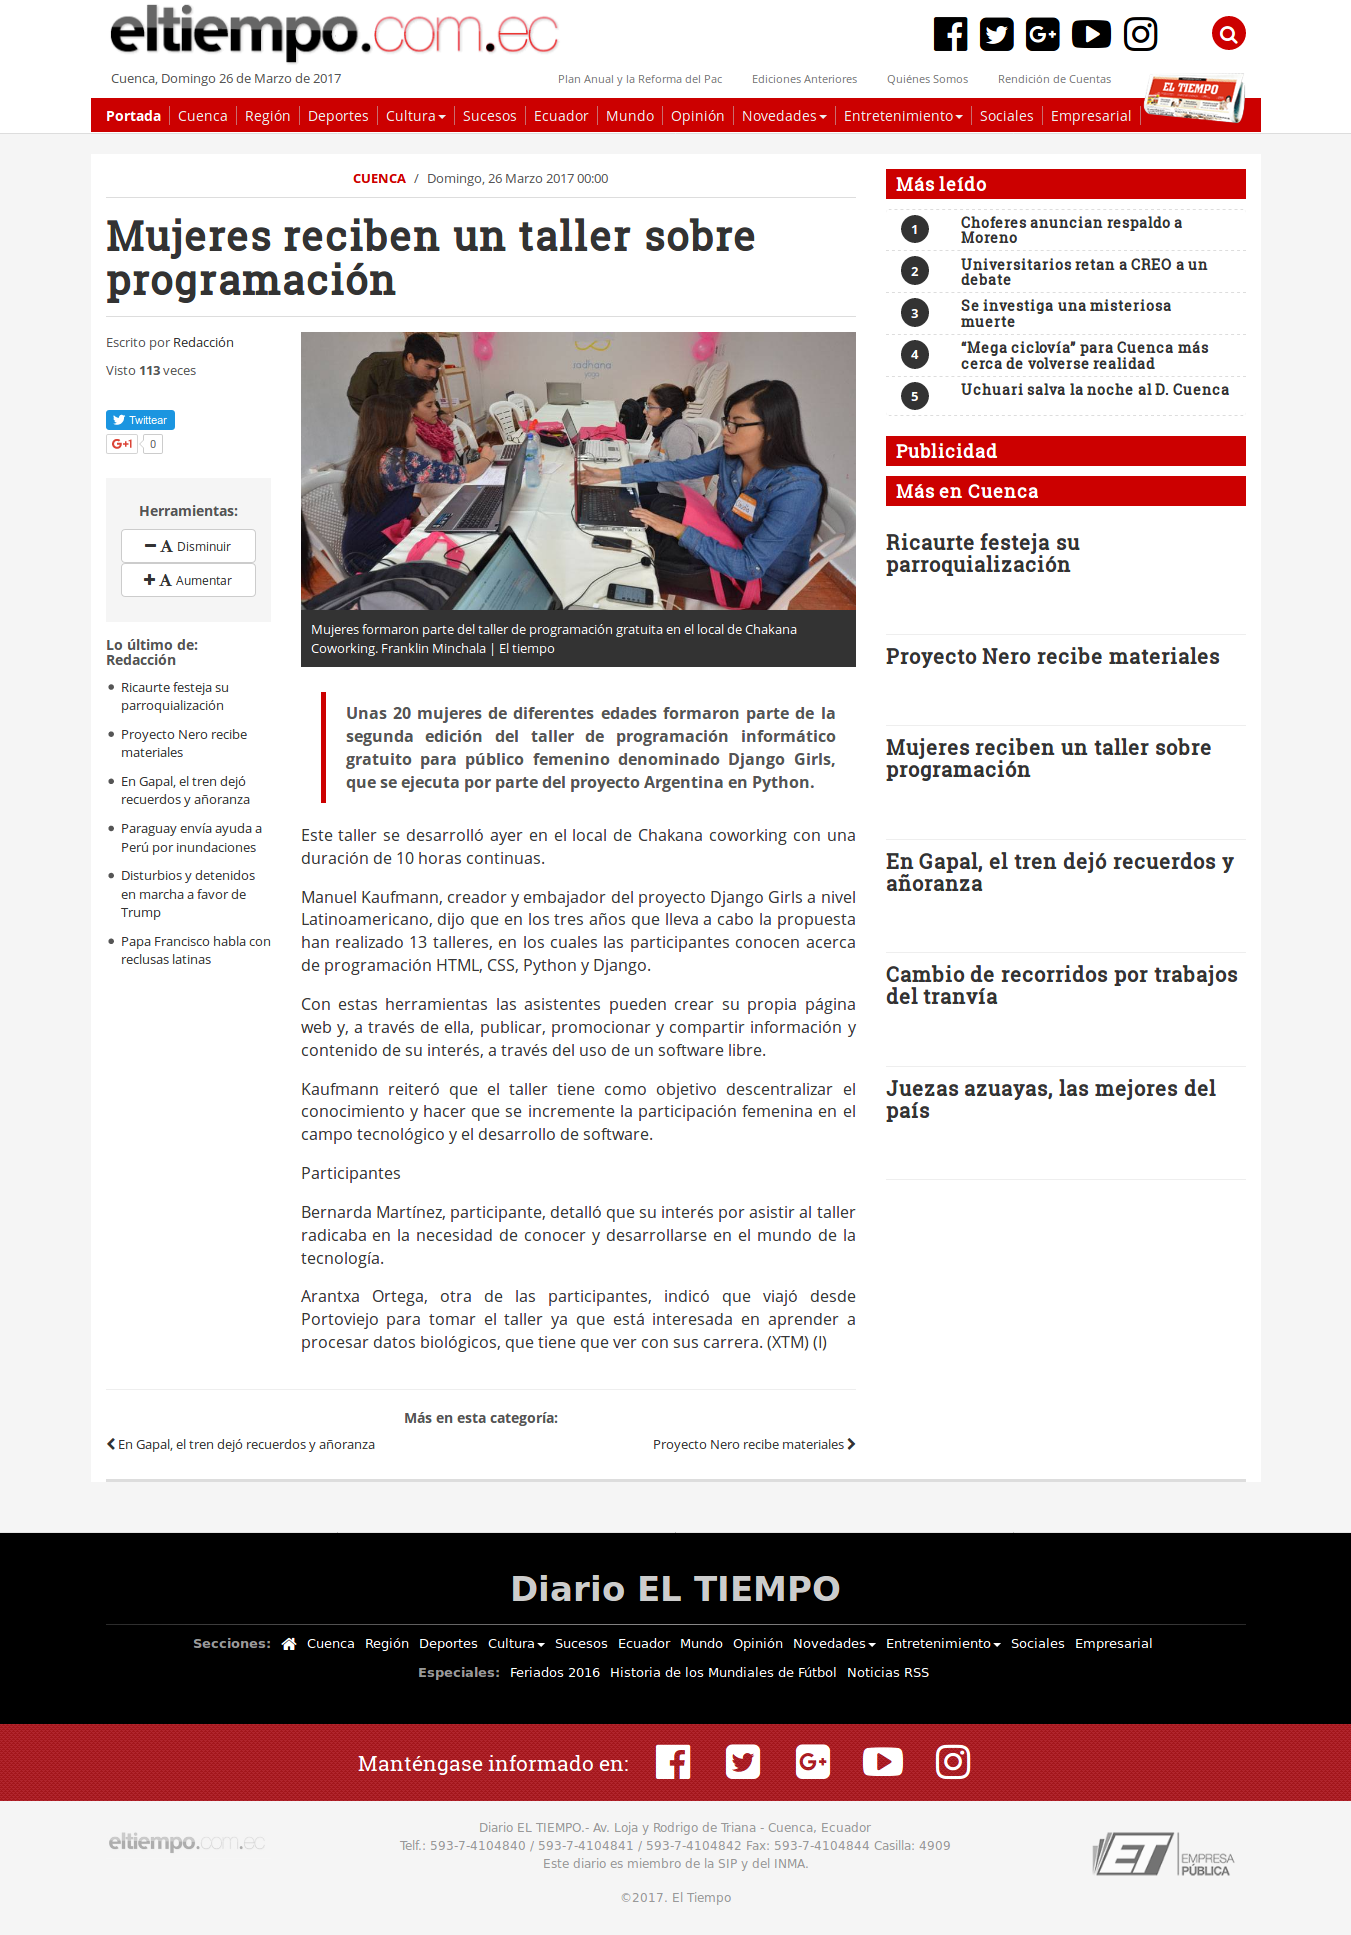 eltiempo.com.ec
Cuenca, Domingo 26 de Marzo de 2017
Plan Anual y la Reforma del Pac
Ediciones Anteriores
Quiénes Somos
Rendición de Cuentas
EL TIEMPO
Portada Cuenca Región Deportes Cultura Sucesos Ecuador Mundo Opinión Novedades Entretenimiento Sociales Empresarial
CUENCA / Domingo, 26 Marzo 2017 00:00
Mujeres reciben un taller sobre
programación
Escrito por Redacción
Visto 113 veces
Twittear
G+1 0
Herramientas:
A Disminuir
A Aumentar
Lo último de:
Redacción
Ricaurte festeja su
parroquialización
Proyecto Nero recibe
materiales
En Gapal, el tren dejó
recuerdos y añoranza
Paraguay envía ayuda a
Perú por inundaciones
Disturbios y detenidos
en marcha a favor de
Trump
Papa Francisco habla con
reclusas latinas
radhana
yoga
Mujeres formaron parte del taller de programación gratuita en el local de Chakana
Coworking. Franklin Minchala | El tiempo
Unas 20 mujeres de diferentes edades formaron parte de la
segunda edición del taller de programación informático
gratuito para público femenino denominado Django Girls,
que se ejecuta por parte del proyecto Argentina en Python.
Este taller se desarrolló ayer en el local de Chakana coworking con una
duración de 10 horas continuas.
Manuel Kaufmann, creador y embajador del proyecto Django Girls a nivel
Latinoamericano, dijo que en los tres años que lleva a cabo la propuesta
han realizado 13 talleres, en los cuales las participantes conocen acerca
de programación HTML, CSS, Python y Django.
Con estas herramientas las asistentes pueden crear su propia página
web y, a través de ella, publicar, promocionar y compartir información y
contenido de su interés, a través del uso de un software libre.
Kaufmann reiteró que el taller tiene como objetivo descentralizar el
conocimiento y hacer que se incremente la participación femenina en el
campo tecnológico y el desarrollo de software.
Participantes
Bernarda Martínez, participante, detalló que su interés por asistir al taller
radicaba en la necesidad de conocer y desarrollarse en el mundo de la
tecnología.
Arantxa Ortega, otra de las participantes, indicó que viajó desde
Portoviejo para tomar el taller ya que está interesada en aprender a
procesar datos biológicos, que tiene que ver con sus carrera. (XTM) (I)
Más en esta categoría:
En Gapal, el tren dejó recuerdos y añoranza
Proyecto Nero recibe materiales
Más leído
1 Choferes anuncian respaldo a
Moreno
2 Universitarios retan a CREO a un
debate
3 Se investiga una misteriosa
muerte
4 “Mega ciclovía” para Cuenca más
cerca de volverse realidad
5 Uchuari salva la noche al D. Cuenca
Publicidad
Más en Cuenca
Ricaurte festeja su
parroquialización
Proyecto Nero recibe materiales
Mujeres reciben un taller sobre
programación
En Gapal, el tren dejó recuerdos y
añoranza
Cambio de recorridos por trabajos
del tranvía
Juezas azuayas, las mejores del
país
Diario EL TIEMPO
Secciones: Cuenca Región Deportes Cultura Sucesos Ecuador Mundo Opinión Novedades Entretenimiento Sociales Empresarial
Especiales: Feriados 2016 Historia de los Mundiales de Fútbol Noticias RSS
Manténgase informado en:
eltiempo.com.ec
Diario EL TIEMPO.- Av. Loja y Rodrigo de Triana - Cuenca, Ecuador
Telf.: 593-7-4104840 / 593-7-4104841 / 593-7-4104842 Fax: 593-7-4104844 Casilla: 4909
Este diario es miembro de la SIP y del INMA.
©2017. El Tiempo
ET EMPRESA
PÚBLICA